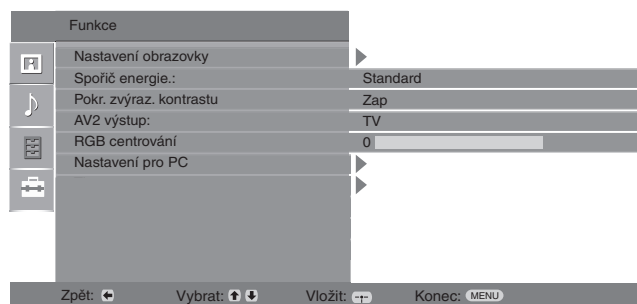 Funkce
Nastavení obrazovky
Spořič energie.: Standard
Pokr. zvýraz. kontrastu Zap
AV2 výstup: TV
RGB centrování 0
Nastavení pro PC
Zpět: Vybrat: Vložit: Konec: MENU